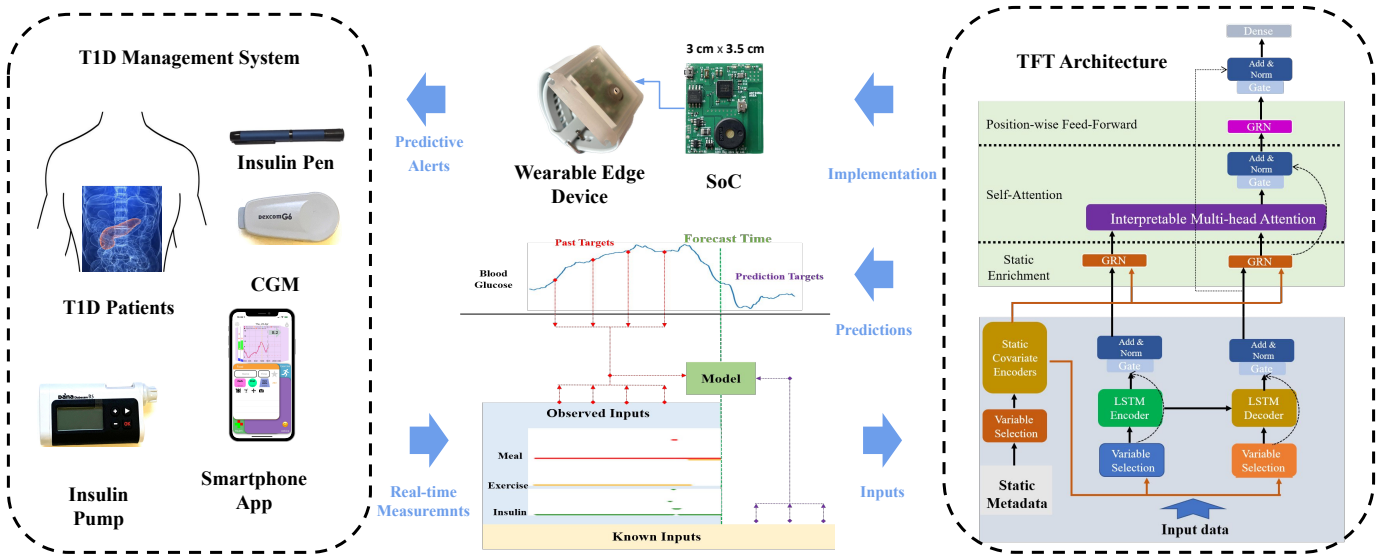 T1D Management System
Insulin Pen
Dexcom G6
CGM
T1D Patients
Insulin
Pump
Smartphone
App
Predictive
Alerts
Real-time
Measuremnts
3 cm x 3.5 cm
Wearable Edge
Device
SoC
Implementation
Forecast Time
Past Targets
Blood
Glucose
Prediction Targets
Predictions
Model
Observed Inputs
Meal
Exercise
Insulin
Known Inputs
Inputs
TFT Architecture
Dense
Add &
Norm
Gate
Position-wise Feed-Forward
GRN
Add &
Norm
Gate
Self-Attention
Interpretable Multi-head Attention
Static
Enrichment
GRN
GRN
Static
Covariate
Encoders
Add &
Norm
Gate
Add &
Norm
Gate
LSTM
Encoder
LSTM
Decoder
Variable
Selection
Variable
Selection
Variable
Selection
Static
Metadata
Input data